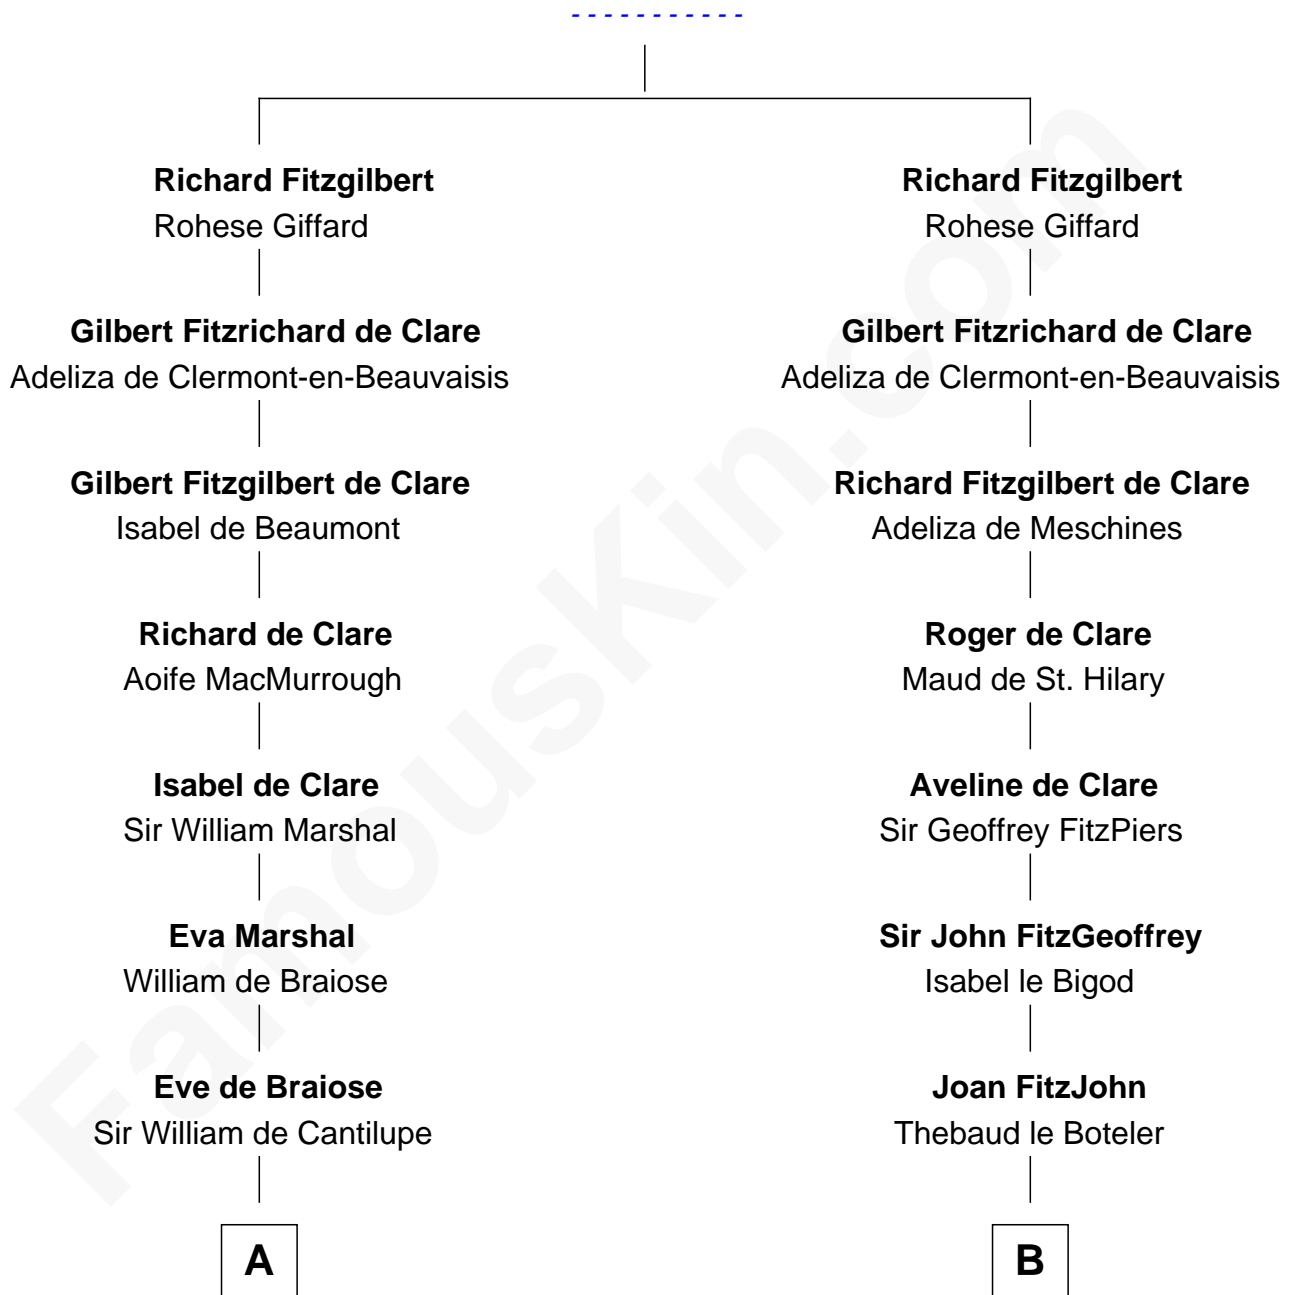 - - - - - - - - - - -
Richard Fitzgilbert
Rohese Giffard
Richard Fitzgilbert
Rohese Giffard
Gilbert Fitzrichard de Clare
Adeliza de Clermont-en-Beauvaisis
Gilbert Fitzrichard de Clare
Adeliza de Clermont-en-Beauvaisis
Gilbert Fitzgilbert de Clare
Isabel de Beaumont
Richard Fitzgilbert de Clare
Adeliza de Meschines
Richard de Clare
Aoife MacMurrough
Roger de Clare
Maud de St. Hilary
Isabel de Clare
Sir William Marshal
Aveline de Clare
Sir Geoffrey FitzPiers
Eva Marshal
William de Braiose
Sir John FitzGeoffrey
Isabel le Bigod
Eve de Braiose
Sir William de Cantilupe
Joan FitzJohn
Thebaud le Boteler
A
B
FamousKin.com